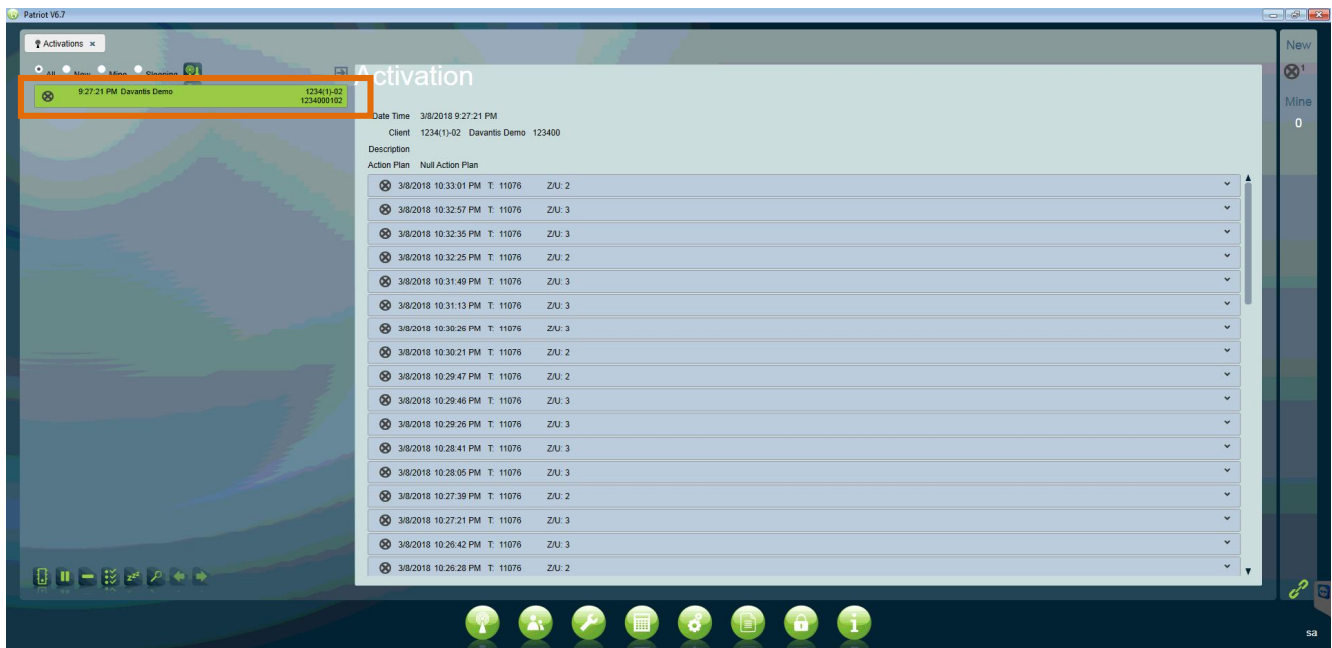 Patriot V6.7
Activations ×
New
All New Mine Sleeping
1
Mine
0
9:27:21 PM Davantis Demo 1234(1)-02
1234000102
Activation
Date Time 3/8/2018 9:27:21 PM
Client 1234(1)-02 Davantis Demo 123400
Description
Action Plan Null Action Plan
3/8/2018 10:33:01 PM T: 11076 Z/U: 2
3/8/2018 10:32:57 PM T: 11076 Z/U: 3
3/8/2018 10:32:35 PM T: 11076 Z/U: 3
3/8/2018 10:32:25 PM T: 11076 Z/U: 2
3/8/2018 10:31:49 PM T: 11076 Z/U: 3
3/8/2018 10:31:13 PM T: 11076 Z/U: 3
3/8/2018 10:30:26 PM T: 11076 Z/U: 3
3/8/2018 10:30:21 PM T: 11076 Z/U: 2
3/8/2018 10:29:47 PM T: 11076 Z/U: 2
3/8/2018 10:29:46 PM T: 11076 Z/U: 3
3/8/2018 10:29:26 PM T: 11076 Z/U: 3
3/8/2018 10:28:41 PM T: 11076 Z/U: 3
3/8/2018 10:28:05 PM T: 11076 Z/U: 3
3/8/2018 10:27:39 PM T: 11076 Z/U: 2
3/8/2018 10:27:21 PM T: 11076 Z/U: 3
3/8/2018 10:26:42 PM T: 11076 Z/U: 3
3/8/2018 10:26:28 PM T: 11076 Z/U: 2
sa